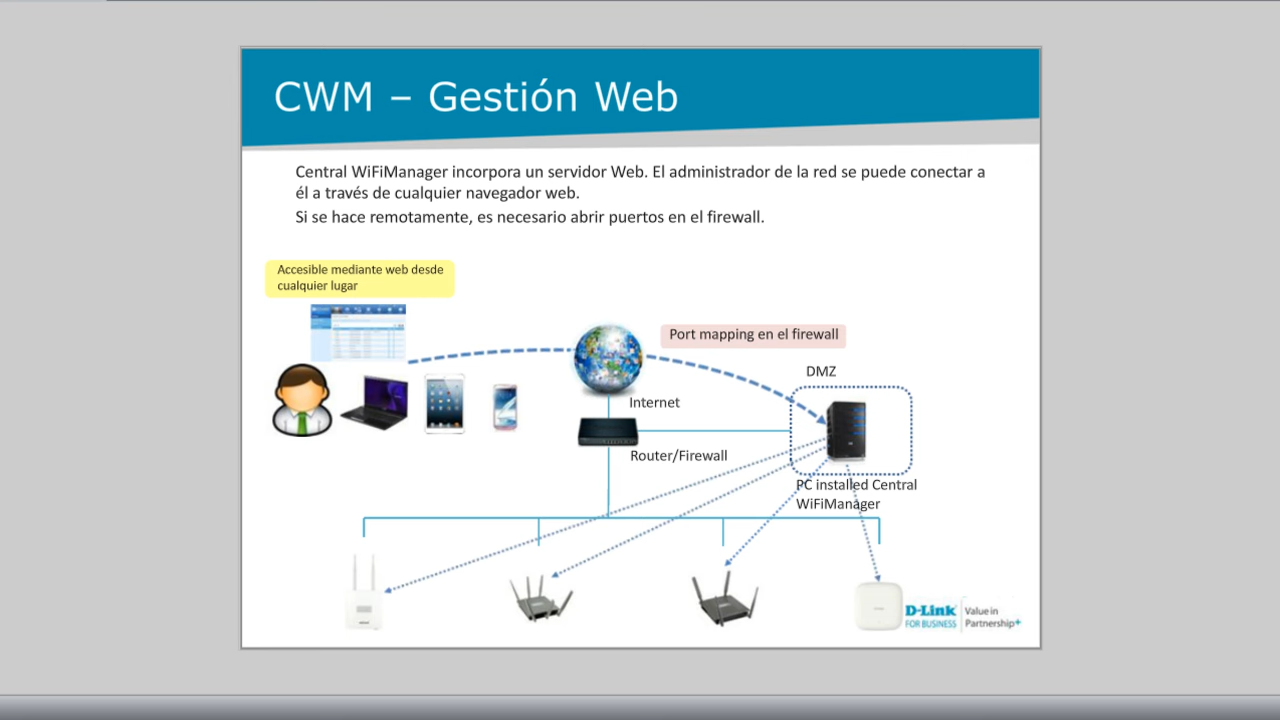 CWM – Gestión Web
Central WiFiManager incorpora un servidor Web. El administrador de la red se puede conectar a
él a través de cualquier navegador web.
Si se hace remotamente, es necesario abrir puertos en el firewall.
Accesible mediante web desde
cualquier lugar
Port mapping en el firewall
DMZ
Internet
Router/Firewall
PC installed Central
WiFiManager
D-Link
FOR BUSINESS
Value in
Partnership+